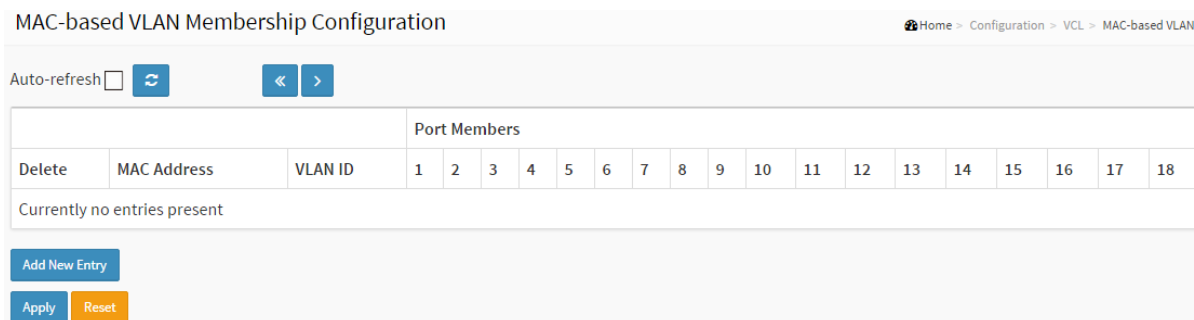 MAC-based VLAN Membership Configuration
Home > Configuration > VCL > MAC-based VLAN
Auto-refresh
« >
Port Members
Delete MAC Address VLAN ID 1 2 3 4 5 6 7 8 9 10 11 12 13 14 15 16 17 18
Currently no entries present
Add New Entry
Apply Reset